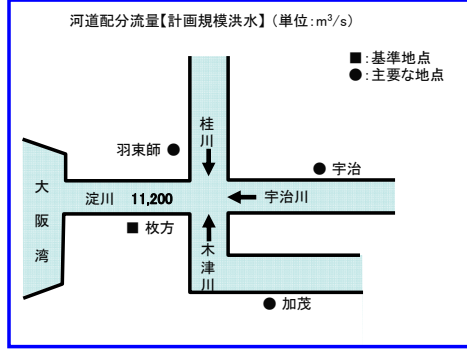 河道配分流量【計画規模洪水】（単位：m³/s）
■：基準地点
●：主要な地点
桂川
羽束師 ●
● 宇治
大阪湾
淀川 11,200
宇治川
■ 枚方
木津川
● 加茂